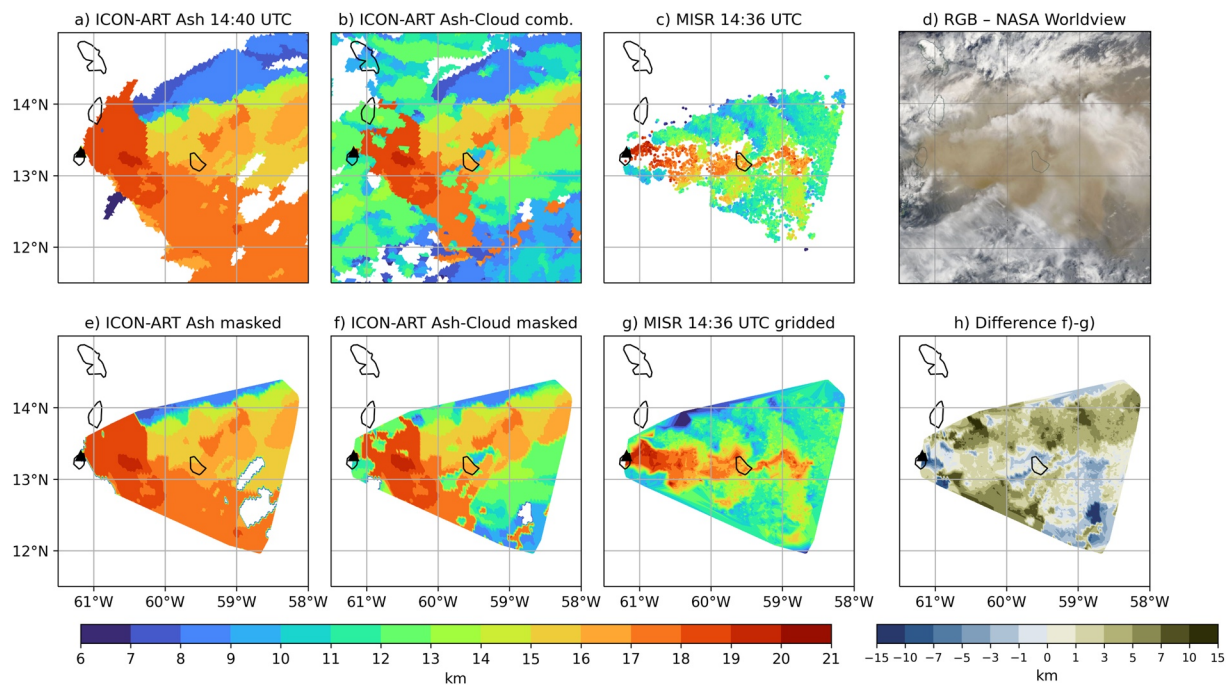 a) ICON-ART Ash 14:40 UTC
b) ICON-ART Ash-Cloud comb.
c) MISR 14:36 UTC
d) RGB – NASA Worldview
14°N
13°N
12°N
e) ICON-ART Ash masked
f) ICON-ART Ash-Cloud masked
g) MISR 14:36 UTC gridded
h) Difference f)-g)
14°N
13°N
12°N
61°W 60°W 59°W 58°W
61°W 60°W 59°W 58°W
61°W 60°W 59°W 58°W
61°W 60°W 59°W 58°W
6 7 8 9 10 11 12 13 14 15 16 17 18 19 20 21
km
−15 −10 −7 −5 −3 −1 0 1 3 5 7 10 15
km